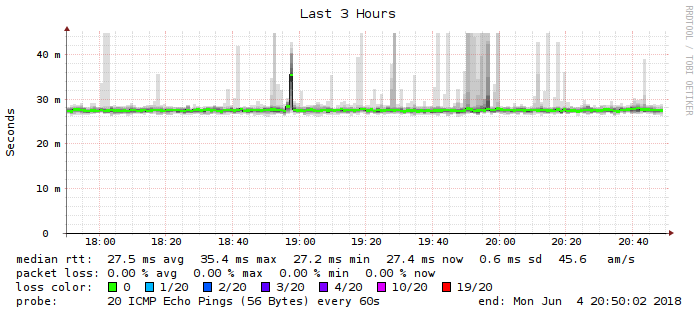 Last 3 Hours
RRDTOOL / TOBI OETIKER
Seconds
40 m
30 m
20 m
10 m
0
18:00 18:20 18:40 19:00 19:20 19:40 20:00 20:20 20:40
median rtt: 27.5 ms avg 35.4 ms max 27.2 ms min 27.4 ms now 0.6 ms sd 45.6 am/s
packet loss: 0.00 % avg 0.00 % max 0.00 % min 0.00 % now
loss color: 0 1/20 2/20 3/20 4/20 10/20 19/20
probe: 20 ICMP Echo Pings (56 Bytes) every 60s end: Mon Jun 4 20:50:02 2018